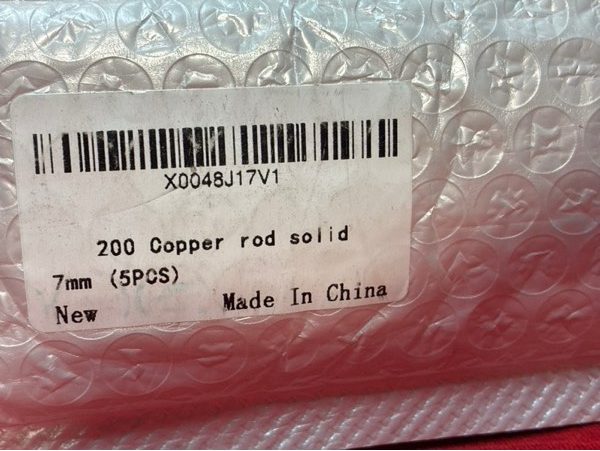 X0048J17V1
200 Copper rod solid
7mm (5PCS)
New Made In China